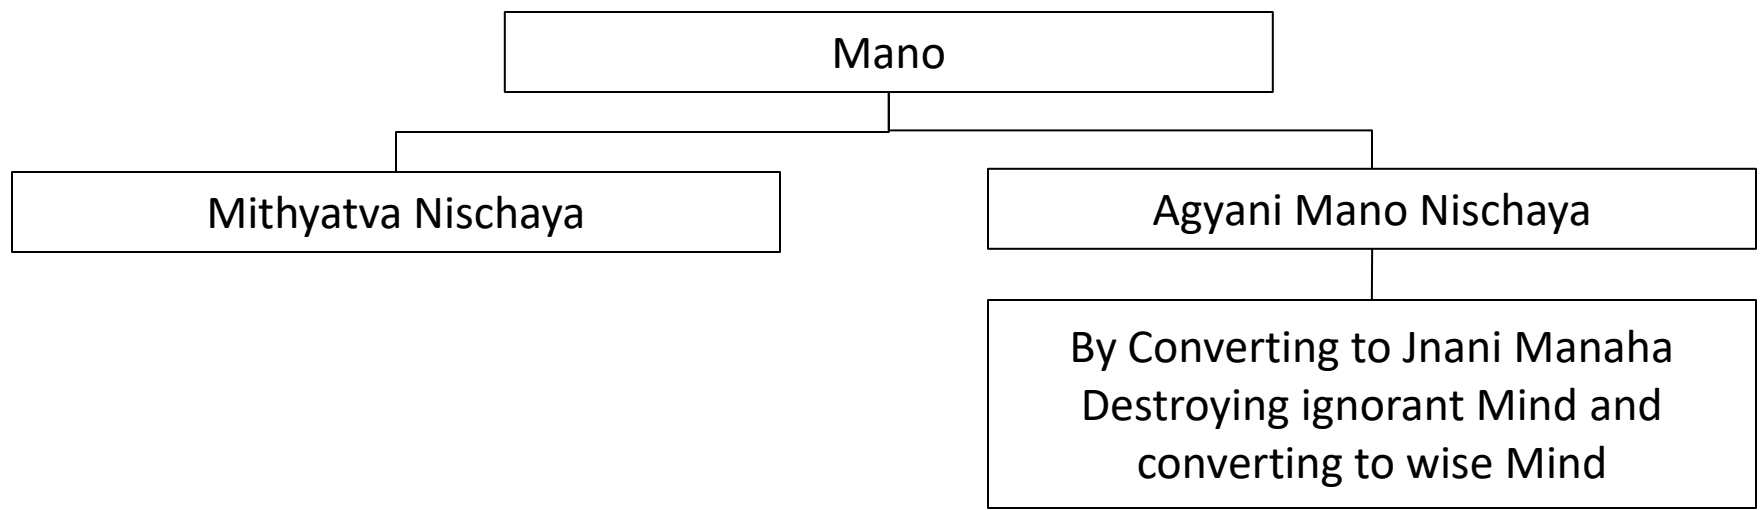 Mano
Mithyatva Nischaya
Agyani Mano Nischaya
By Converting to Jnani Manaha
Destroying ignorant Mind and
converting to wise Mind